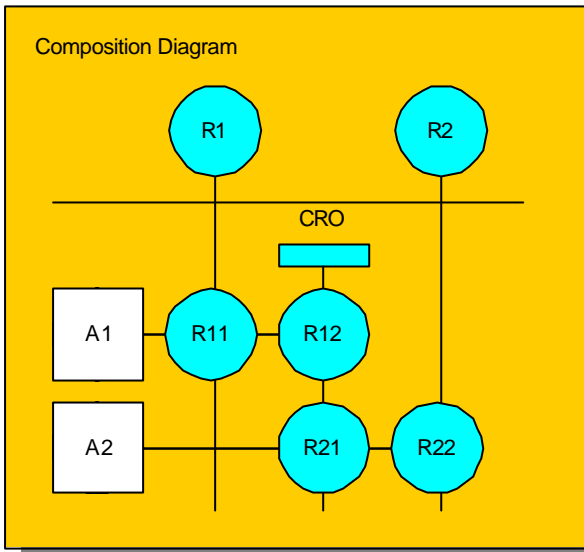 Composition Diagram
R1 R2
CRO
A1 R11 R12
A2 R21 R22